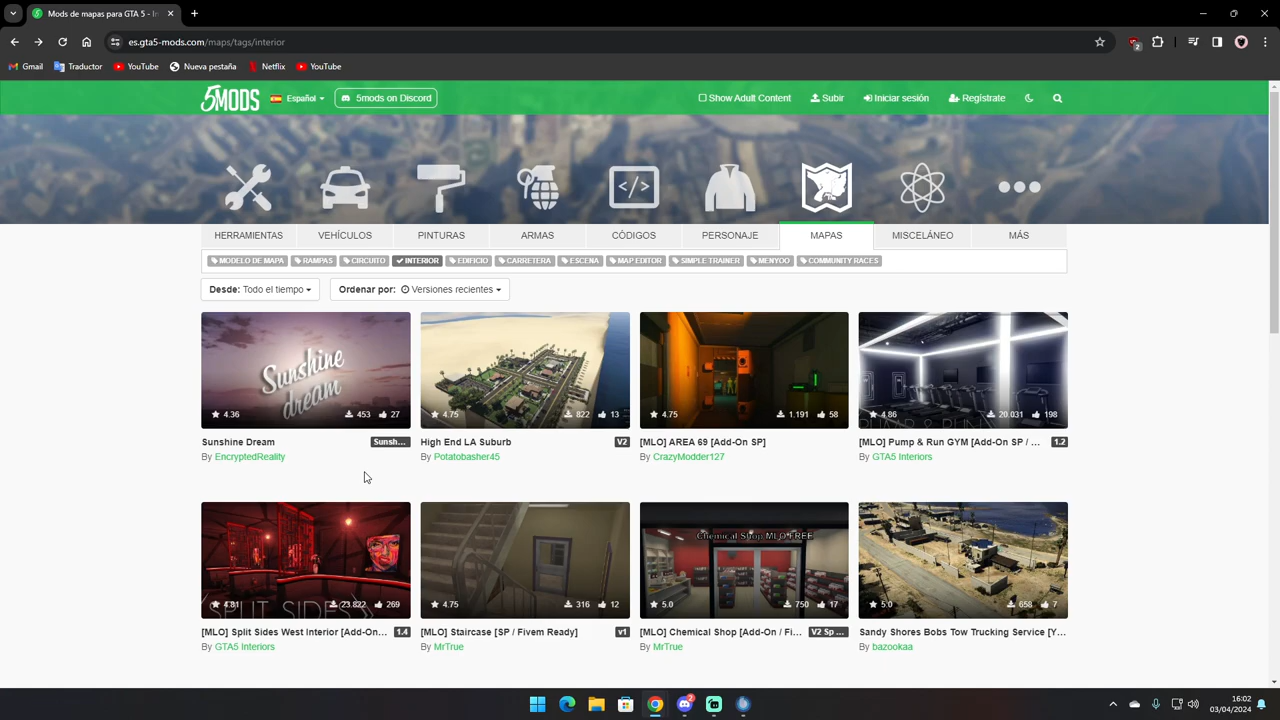 Mods de mapas para GTA 5 - In
es.gta5-mods.com/maps/tags/interior
2
Gmail Traductor YouTube Nueva pestaña Netflix YouTube
5MODS Español 5mods on Discord Show Adult Content Subir Iniciar sesión Regístrate
HERRAMIENTAS VEHÍCULOS PINTURAS ARMAS CÓDIGOS PERSONAJE MAPAS MISCELÁNEO MÁS
MODELO DE MAPA RAMPAS CIRCUITO INTERIOR EDIFICIO CARRETERA ESCENA MAP EDITOR SIMPLE TRAINER MENYOO COMMUNITY RACES
Desde: Todo el tiempo Ordenar por: Versiones recientes
Sunshine
dream
4.36 453 27 4.75 822 13 4.75 1.191 58 4.86 20.031 198
PUMP & RUN GYM
Sunshine Dream Sunsh... High End LA Suburb V2 [MLO] AREA 69 [Add-On SP] [MLO] Pump & Run GYM [Add-On SP / ... 1.2
By EncryptedReality By Potatobasher45 By CrazyModder127 By GTA5 Interiors
Chemical Shop MLO FREE
4.81 23.822 269 4.75 316 12 5.0 750 17 5.0 658 7
SPLIT SIDES
[MLO] Split Sides West Interior [Add-On... 1.4 [MLO] Staircase [SP / Fivem Ready] v1 [MLO] Chemical Shop [Add-On / Fi... V2 Sp ... Sandy Shores Bobs Tow Trucking Service [Y...
By GTA5 Interiors By MrTrue By MrTrue By bazookaa
2
16:02
03/04/2024